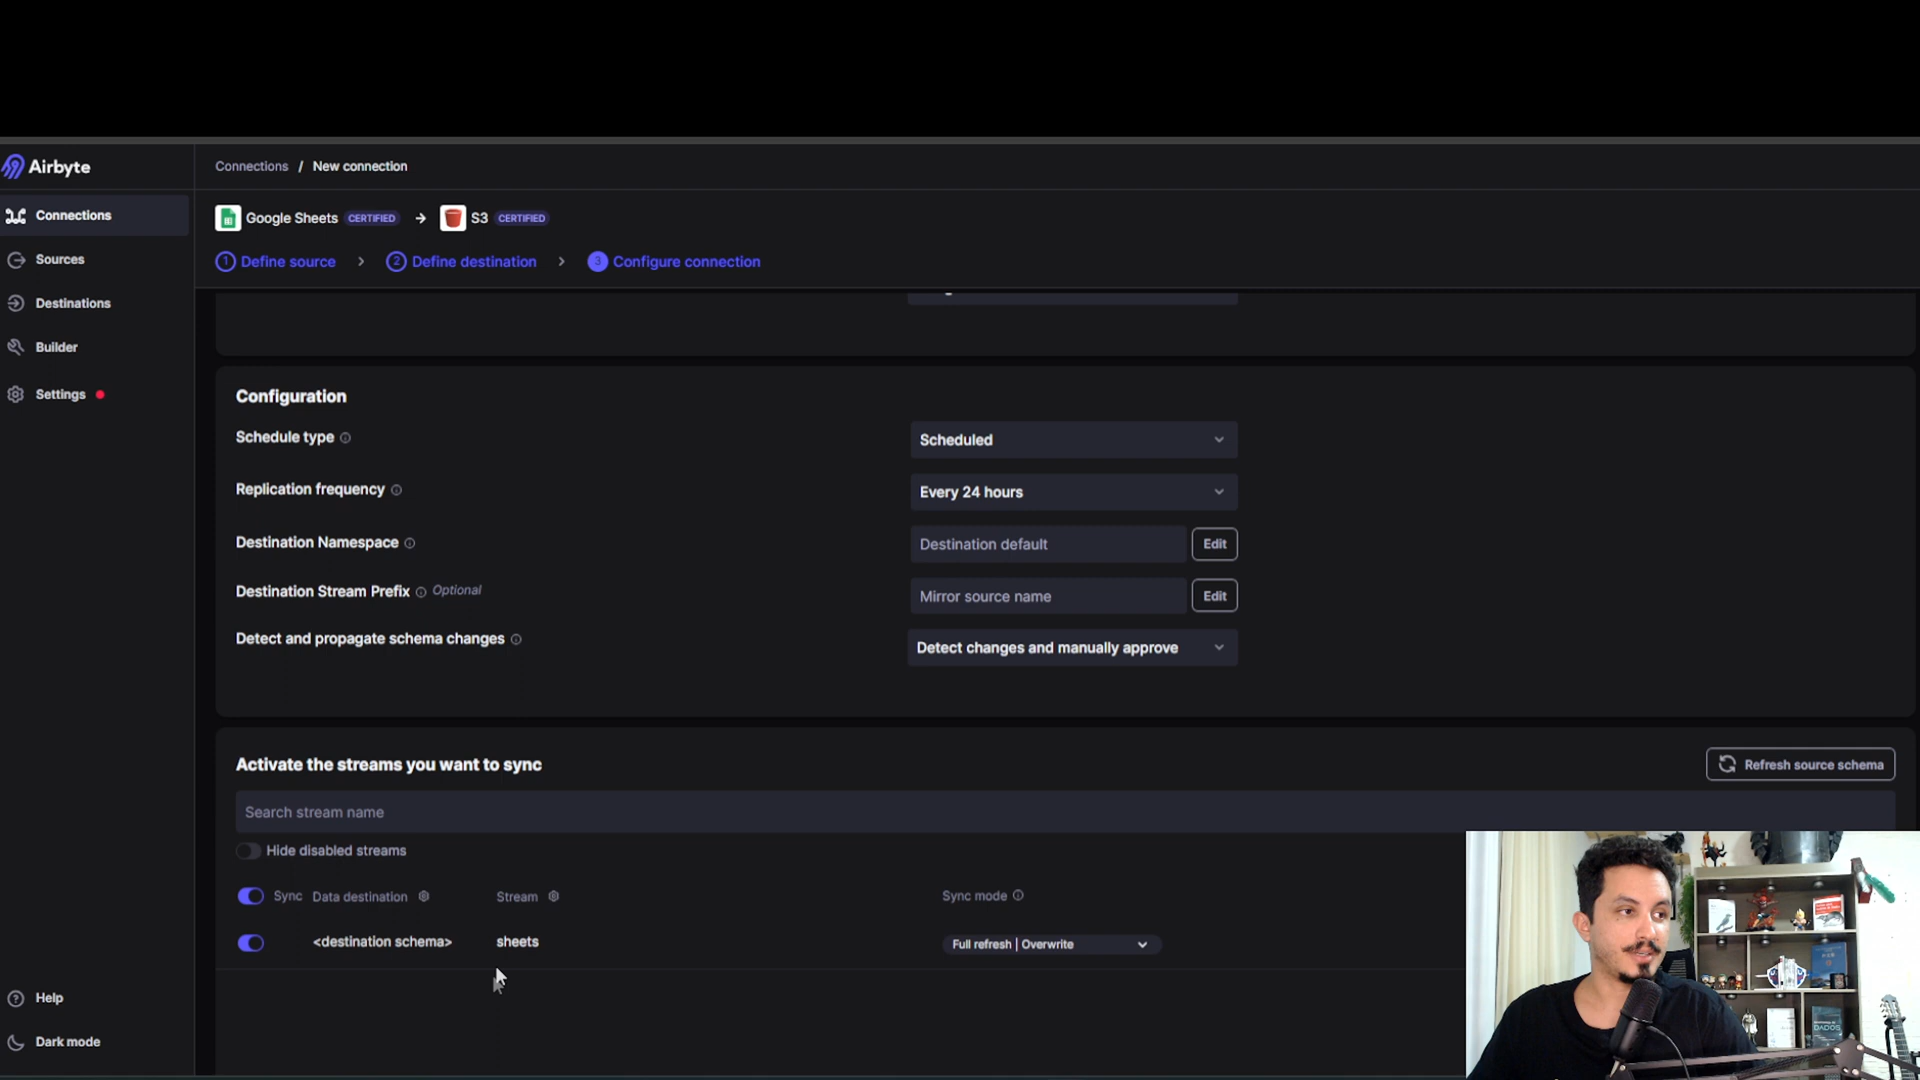 Airbyte
Connections / New connection
Connections
Google Sheets CERTIFIED → S3 CERTIFIED
Sources
1 Define source > 2 Define destination > 3 Configure connection
Destinations
Builder
Settings
Configuration
Schedule type
Scheduled
Replication frequency
Every 24 hours
Destination Namespace
Destination default
Edit
Destination Stream Prefix Optional
Mirror source name
Edit
Detect and propagate schema changes
Detect changes and manually approve
Activate the streams you want to sync
Refresh source schema
Search stream name
Hide disabled streams
Sync Data destination Stream Sync mode
<destination schema> sheets Full refresh | Overwrite
Help
Dark mode
DADOS